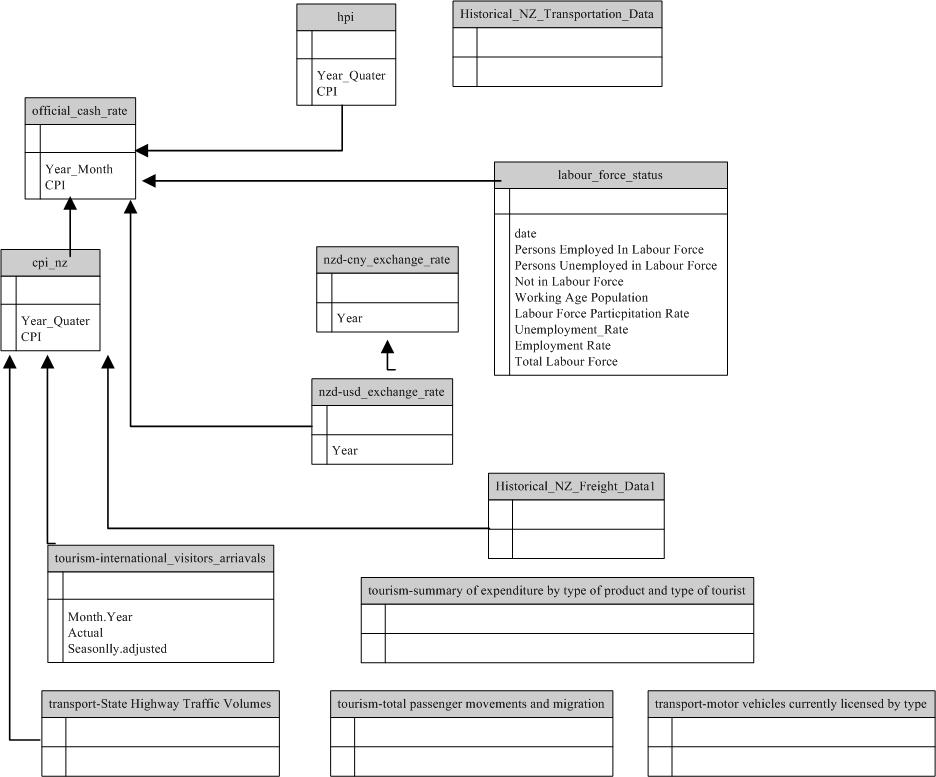 hpi
Year_Quater
CPI
Historical_NZ_Transportation_Data
official_cash_rate
Year_Month
CPI
labour_force_status
date
Persons Employed In Labour Force
Persons Unemployed in Labour Force
Not in Labour Force
Working Age Population
Labour Force Particpitation Rate
Unemployment_Rate
Employment Rate
Total Labour Force
cpi_nz
Year_Quater
CPI
nzd-cny_exchange_rate
Year
nzd-usd_exchange_rate
Year
Historical_NZ_Freight_Data1
tourism-international_visitors_arriavals
Month.Year
Actual
Seasonlly.adjusted
tourism-summary of expenditure by type of product and type of tourist
transport-State Highway Traffic Volumes
tourism-total passenger movements and migration
transport-motor vehicles currently licensed by type